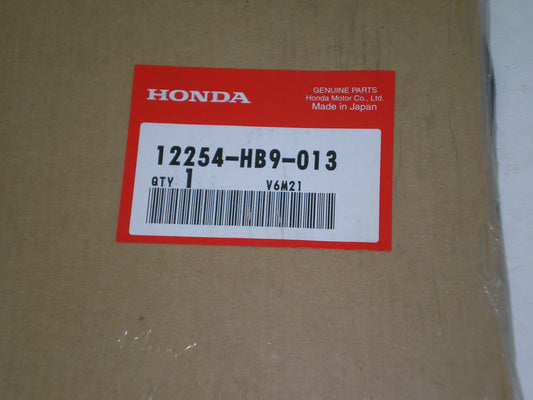 HONDA
GENUINE PARTS
Honda Motor Co., Ltd.
Made in Japan
12254-HB9-013
QTY 1 V6M21